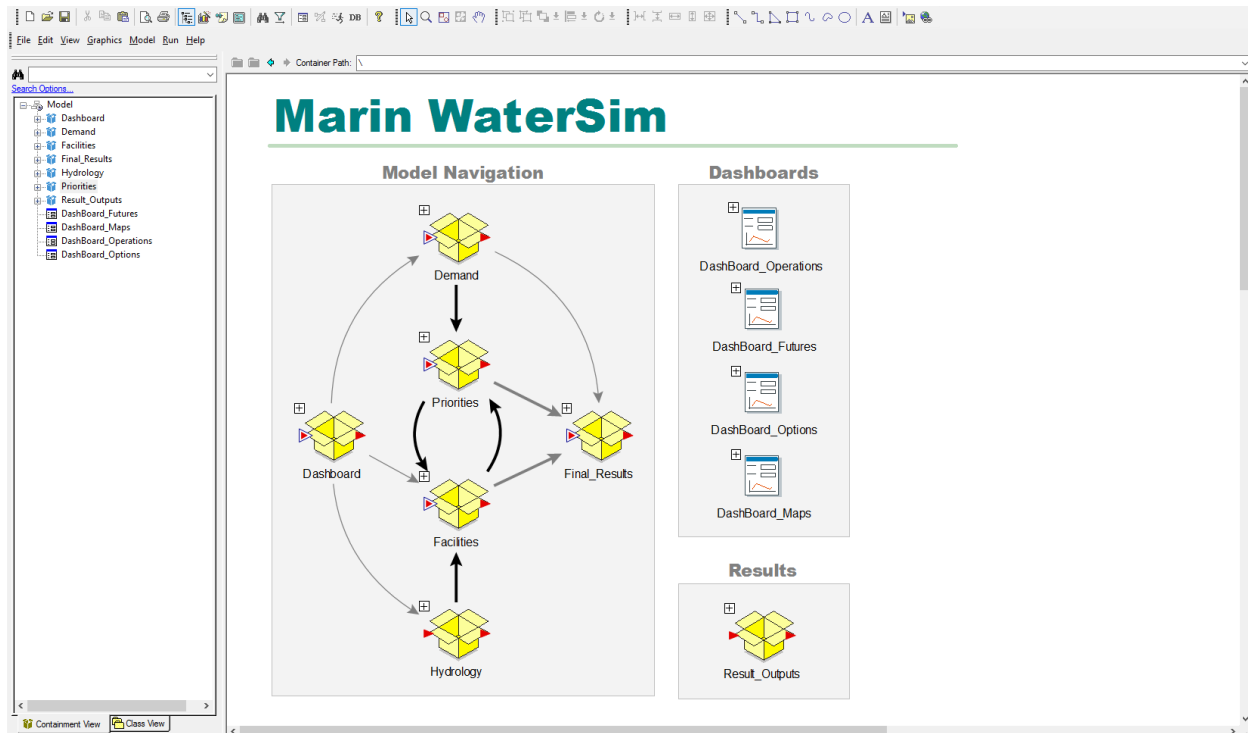 DB
A
File Edit View Graphics Model Run Help
Container Path: \
Search Options...
Model
Dashboard
Demand
Facilities
Final_Results
Hydrology
Priorities
Result_Outputs
DashBoard_Futures
DashBoard_Maps
DashBoard_Operations
DashBoard_Options
Containment View Class View
Marin WaterSim
Model Navigation
Demand
Priorities
Dashboard
Final_Results
Facilities
Hydrology
Dashboards
DashBoard_Operations
DashBoard_Futures
DashBoard_Options
DashBoard_Maps
Results
Result_Outputs